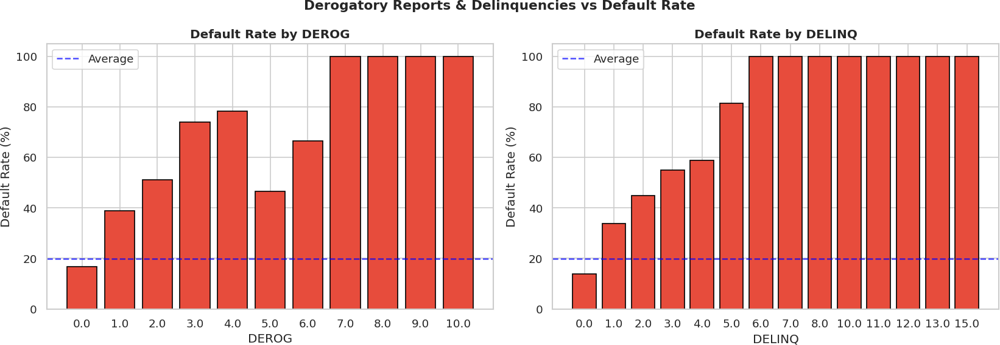 Derogatory Reports & Delinquencies vs Default Rate
Default Rate by DEROG
Average
Default Rate (%)
100
80
60
40
20
0
0.0 1.0 2.0 3.0 4.0 5.0 6.0 7.0 8.0 9.0 10.0
DEROG
Default Rate by DELINQ
Average
Default Rate (%)
100
80
60
40
20
0
0.0 1.0 2.0 3.0 4.0 5.0 6.0 7.0 8.0 10.0 11.0 12.0 13.0 15.0
DELINQ